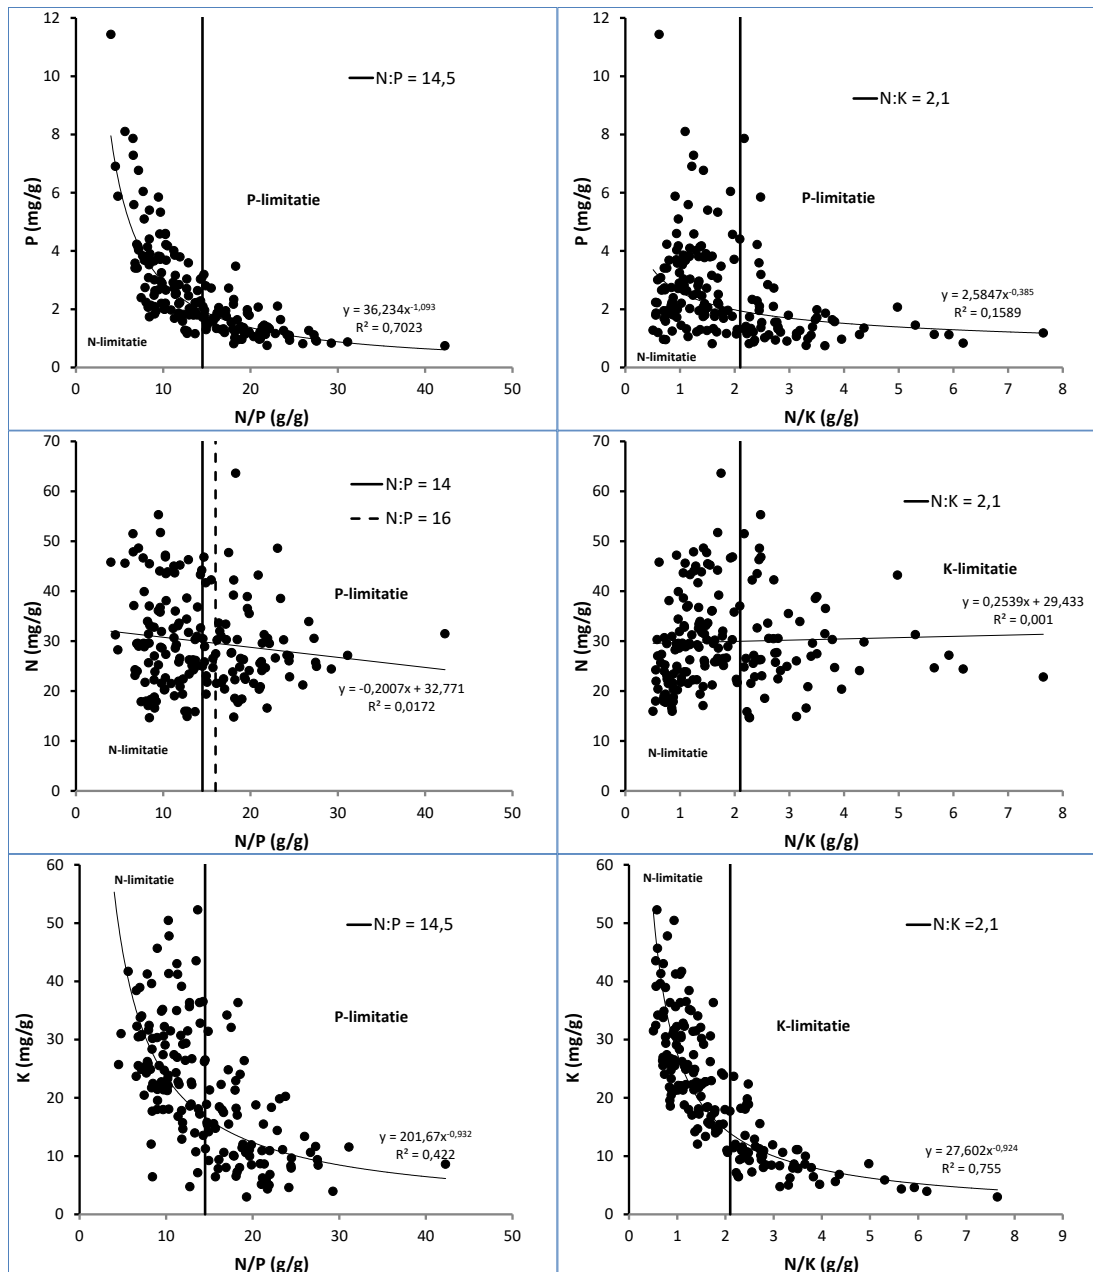 12
10
8
6
4
2
0
P (mg/g)
N:P = 14,5
P-limitatie
y = 36,234x^-1,093
R² = 0,7023
N-limitatie
0 10 20 30 40 50
N/P (g/g)
12
10
8
6
4
2
0
P (mg/g)
N:K = 2,1
P-limitatie
y = 2,5847x^-0,385
R² = 0,1589
N-limitatie
0 1 2 3 4 5 6 7 8
N/K (g/g)
70
60
50
40
30
20
10
0
N (mg/g)
N:P = 14
N:P = 16
P-limitatie
y = -0,2007x + 32,771
R² = 0,0172
N-limitatie
0 10 20 30 40 50
N/P (g/g)
70
60
50
40
30
20
10
0
N (mg/g)
N:K = 2,1
K-limitatie
y = 0,2539x + 29,433
R² = 0,001
N-limitatie
0 1 2 3 4 5 6 7 8
N/K (g/g)
60
50
40
30
20
10
0
K (mg/g)
N-limitatie
N:P = 14,5
P-limitatie
y = 201,67x^-0,932
R² = 0,422
0 10 20 30 40 50
N/P (g/g)
60
50
40
30
20
10
0
K (mg/g)
N-limitatie
N:K =2,1
K-limitatie
y = 27,602x^-0,924
R² = 0,755
0 1 2 3 4 5 6 7 8 9
N/K (g/g)